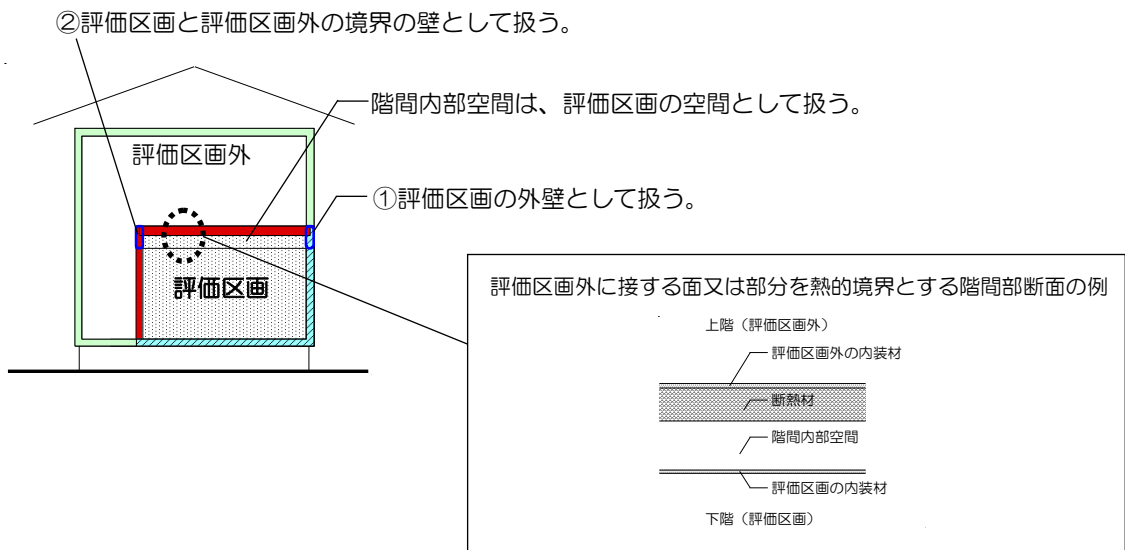 ②評価区画と評価区画外の境界の壁として扱う。
階間内部空間は、評価区画の空間として扱う。
評価区画外
①評価区画の外壁として扱う。
評価区画
評価区画外に接する面又は部分を熱的境界とする階間部断面の例
上階（評価区画外）
評価区画外の内装材
断熱材
階間内部空間
評価区画の内装材
下階（評価区画）